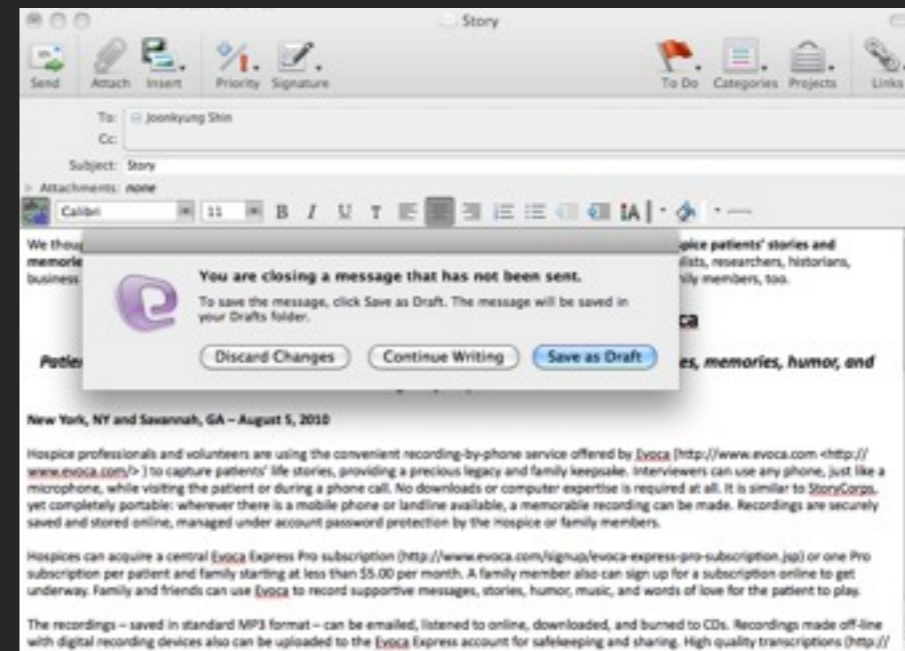 Story
Send Attach Insert Priority Signature To Do Categories Projects Links
To: Joonkyung Shin
Cc:
Subject: Story
Attachments: none
Calibri 11 B I U T IA
We thou spice patients' stories and
memorie lists, researchers, historians,
business ily members, too.
You are closing a message that has not been sent.
To save the message, click Save as Draft. The message will be saved in
your Drafts folder.
ca
Discard Changes Continue Writing Save as Draft
Patie es, memories, humor, and
New York, NY and Savannah, GA – August 5, 2010
Hospice professionals and volunteers are using the convenient recording-by-phone service offered by Evoca (http://www.evoca.com <http://
www.evoca.com/> ) to capture patients' life stories, providing a precious legacy and family keepsake. Interviewers can use any phone, just like a
microphone, while visiting the patient or during a phone call. No downloads or computer expertise is required at all. It is similar to StoryCorps,
yet completely portable: wherever there is a mobile phone or landline available, a memorable recording can be made. Recordings are securely
saved and stored online, managed under account password protection by the Hospice or family members.
Hospices can acquire a central Evoca Express Pro subscription (http://www.evoca.com/signup/evoca-express-pro-subscription.jsp) or one Pro
subscription per patient and family starting at less than $5.00 per month. A family member also can sign up for a subscription online to get
underway. Family and friends can use Evoca to record supportive messages, stories, humor, music, and words of love for the patient to play.
The recordings – saved in standard MP3 format – can be emailed, listened to online, downloaded, and burned to CDs. Recordings made off-line
with digital recording devices also can be uploaded to the Evoca Express account for safekeeping and sharing. High quality transcriptions (http://